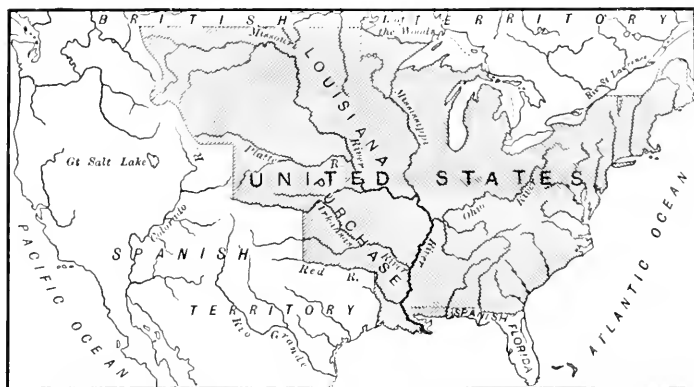 BRITISH TERRITORY
L. of the Woods
Missouri River
LOUISIANA PURCHASE
Mississippi River
Riv. St. Lawrence
Gt Salt Lake
Platte R.
UNITED STATES
Ohio River
Colorado R.
Arkansas River
SPANISH TERRITORY
Red R.
Rio Grande
SPANISH FLORIDA
PACIFIC OCEAN
ATLANTIC OCEAN